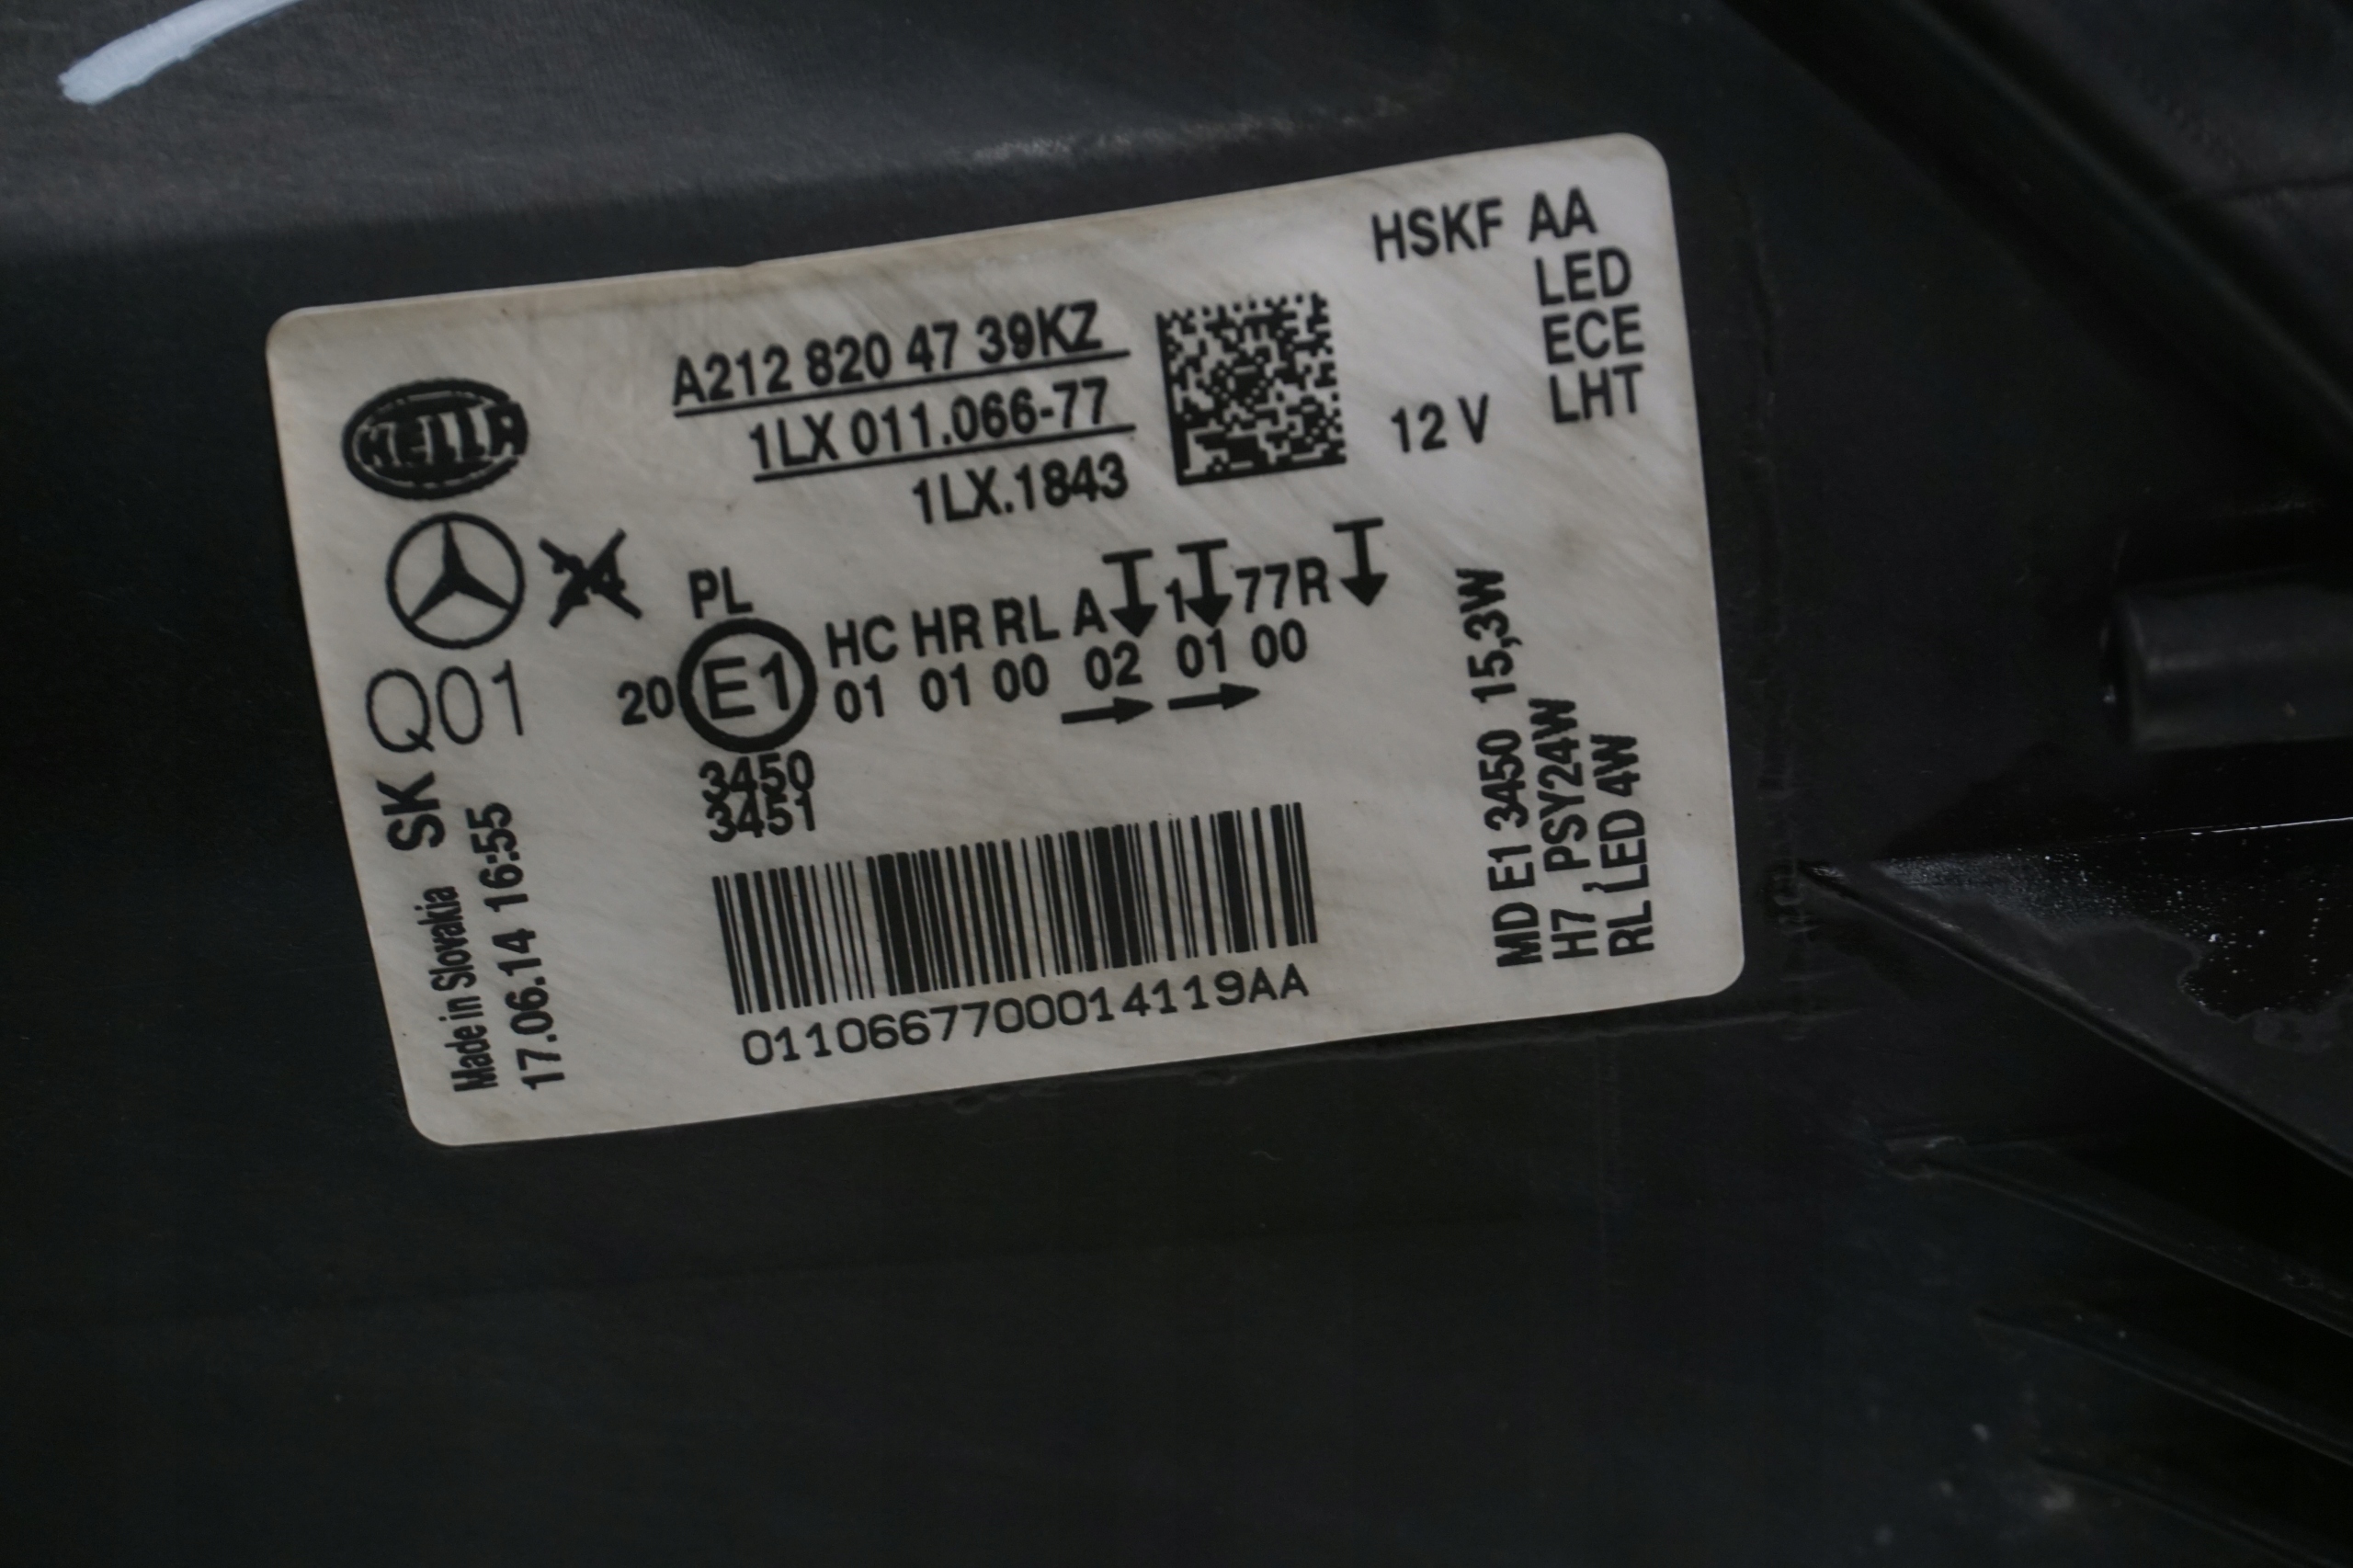 HSKF AA
LED
ECE
LHT
12 V
A212 820 47 39KZ
1LX 011.066-77
1LX.1843
HELLA
Q01
SK
Made in Slovakia
17.06.14 16:55
PL
HC HR RL A 1 77R
20 E1 01 01 00 02 01 00
3450
3451
MD E1 3450 15,3W
H7, PSY24W
RL LED 4W
0110667700014119AA